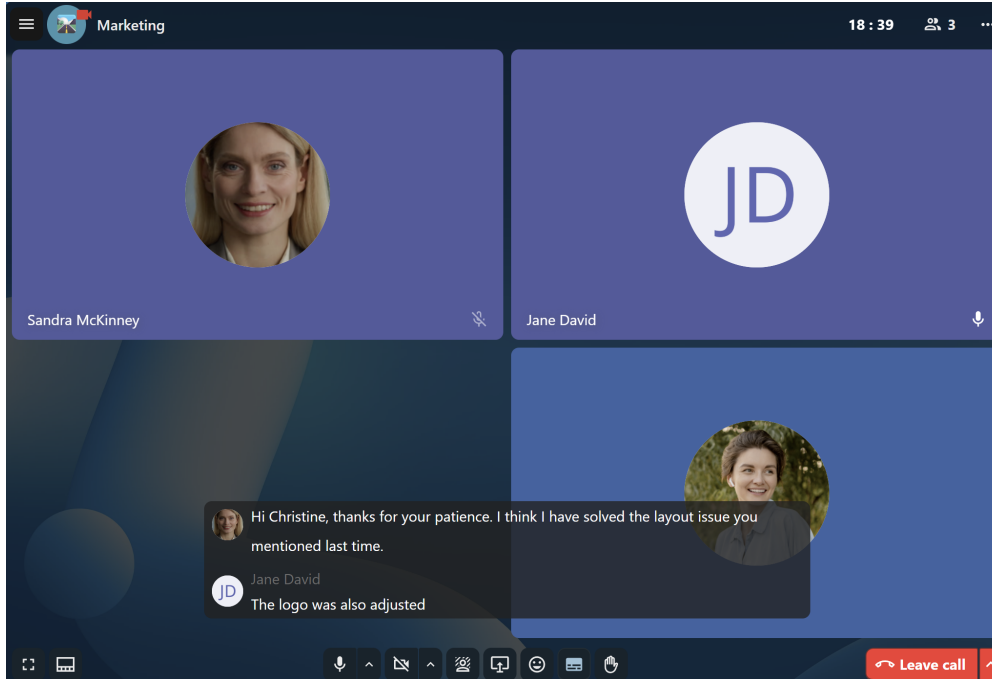 Marketing
18 : 39
3
JD
Sandra McKinney
Jane David
Hi Christine, thanks for your patience. I think I have solved the layout issue you
mentioned last time.
Jane David
JD
The logo was also adjusted
Leave call